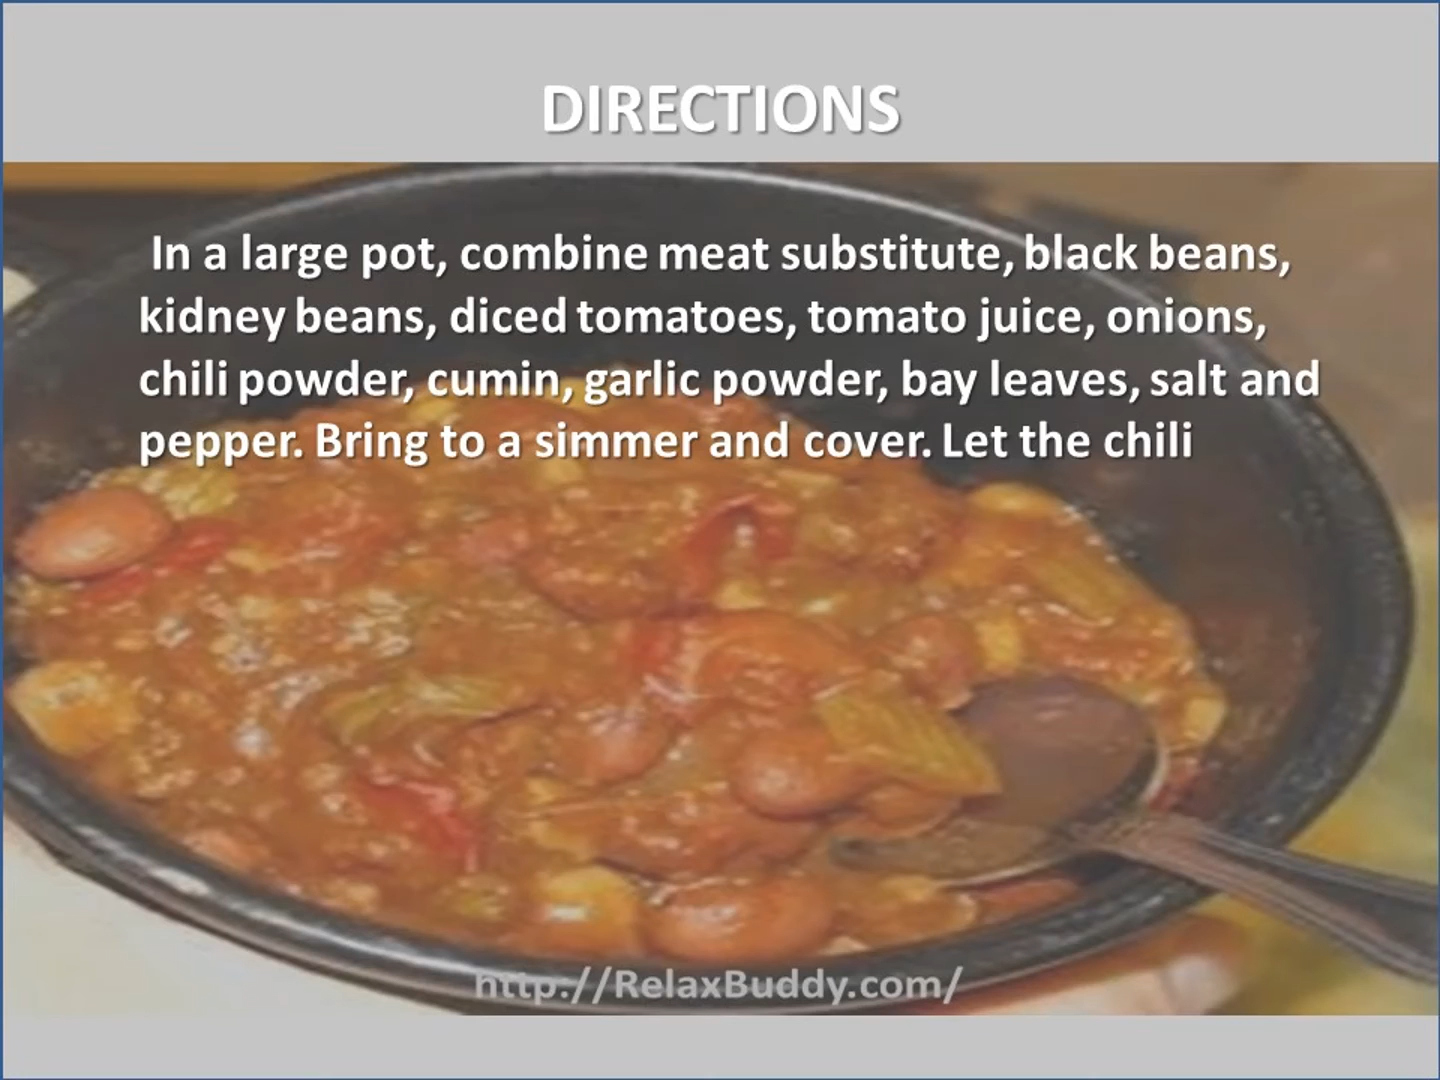 DIRECTIONS
In a large pot, combine meat substitute, black beans,
kidney beans, diced tomatoes, tomato juice, onions,
chili powder, cumin, garlic powder, bay leaves, salt and
pepper. Bring to a simmer and cover. Let the chili
http://RelaxBuddy.com/